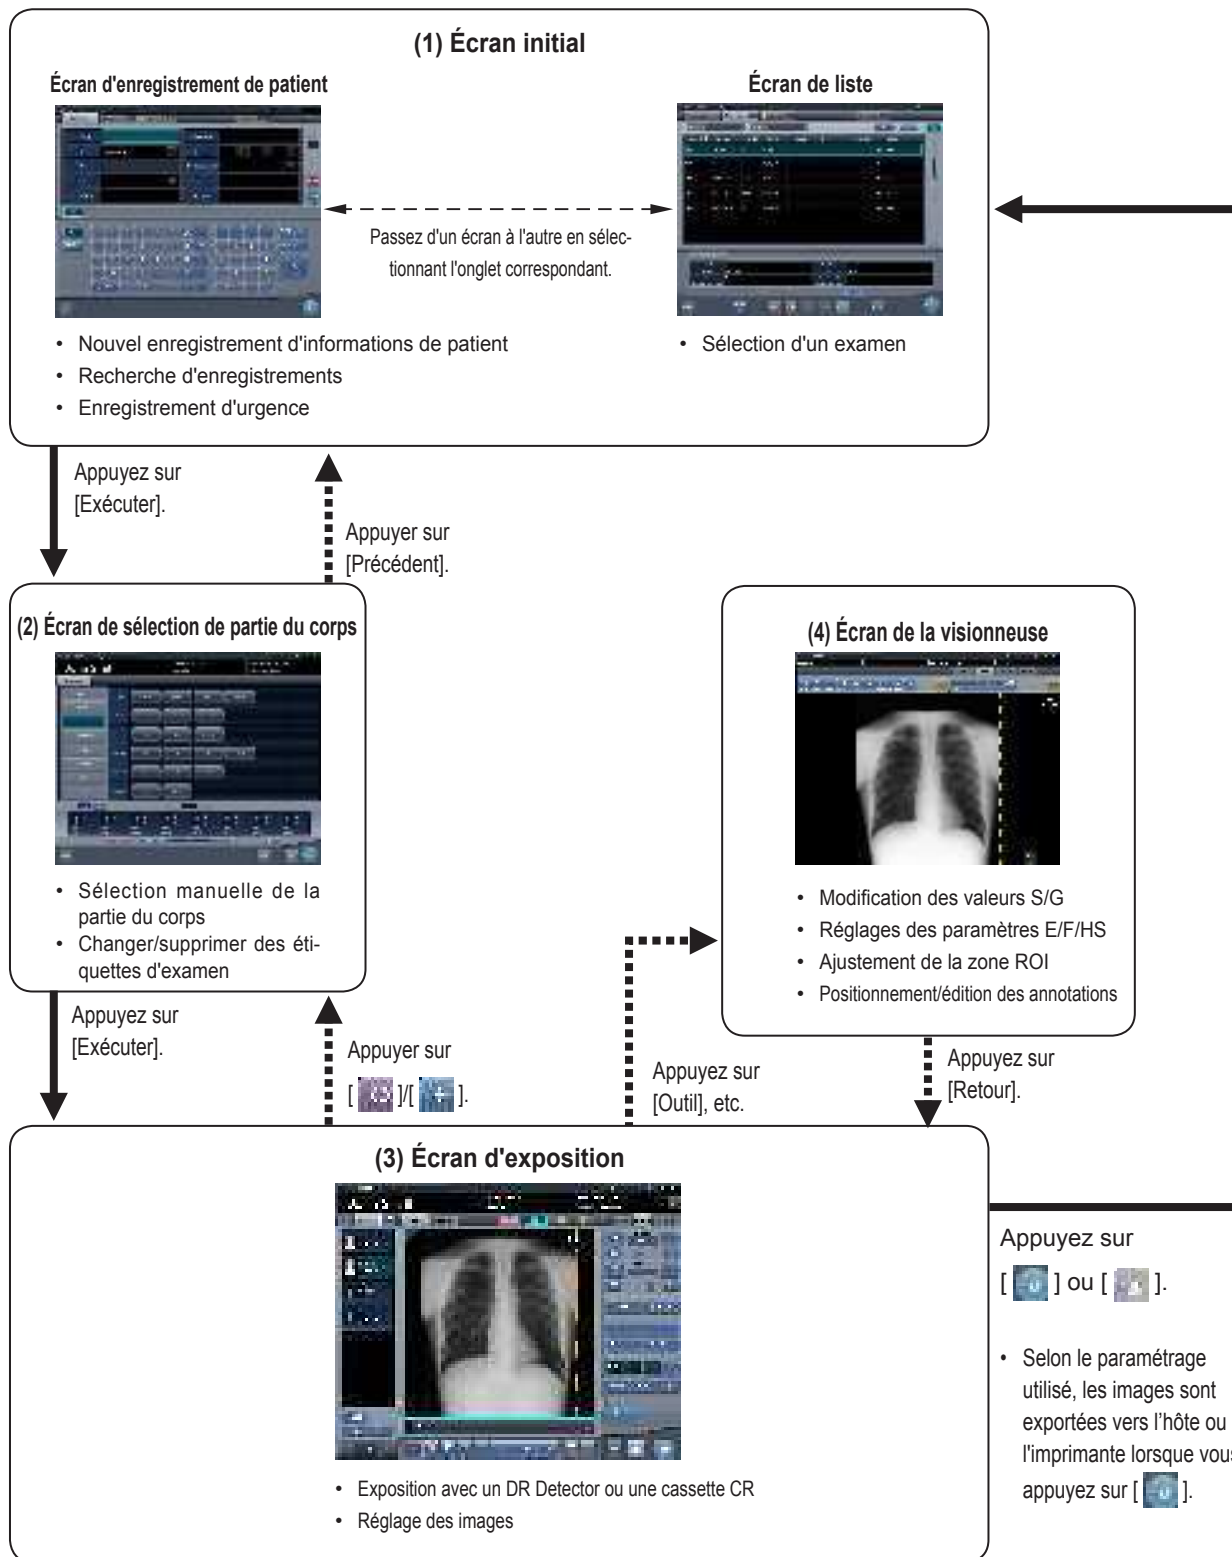 (1) Écran initial
Écran d'enregistrement de patient
Écran de liste
Passez d'un écran à l'autre en sélec-
tionnant l'onglet correspondant.
• Nouvel enregistrement d'informations de patient
• Recherche d'enregistrements
• Enregistrement d'urgence
• Sélection d'un examen
Appuyez sur
[Exécuter].
Appuyer sur
[Précédent].
(2) Écran de sélection de partie du corps
• Sélection manuelle de la
partie du corps
• Changer/supprimer des éti-
quettes d'examen
(4) Écran de la visionneuse
• Modification des valeurs S/G
• Réglages des paramètres E/F/HS
• Ajustement de la zone ROI
• Positionnement/édition des annotations
Appuyez sur
[Exécuter].
Appuyer sur
[ ]/[ ].
Appuyez sur
[Outil], etc.
Appuyez sur
[Retour].
(3) Écran d'exposition
• Exposition avec un DR Detector ou une cassette CR
• Réglage des images
Appuyez sur
[ ] ou [ ].
• Selon le paramétrage
utilisé, les images sont
exportées vers l’hôte ou
l'imprimante lorsque vous
appuyez sur [ ].